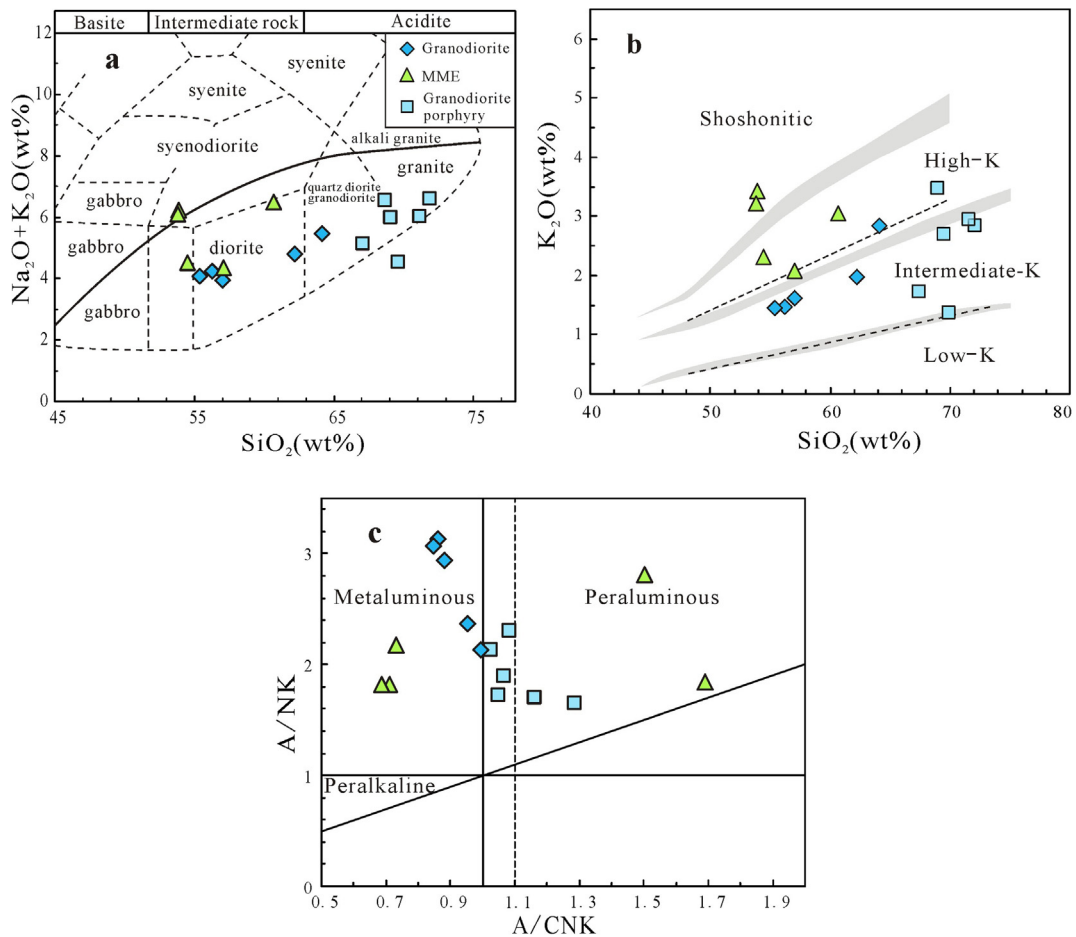 Basite Intermediate rock Acidite
a
Granodiorite
MME
Granodiorite
porphyry
syenite
syenite
syenodiorite
alkali granite
granite
quartz diorite
granodiorite
gabbro
gabbro
diorite
gabbro
12
10
8
6
4
2
0
45 55 65 75
Na₂O+K₂O(wt%)
SiO₂(wt%)
b
Shoshonitic
High-K
Intermediate-K
Low-K
6
5
4
3
2
1
0
40 50 60 70 80
K₂O(wt%)
SiO₂(wt%)
c
Metaluminous
Peraluminous
Peralkaline
3
2
1
0
0.5 0.7 0.9 1.1 1.3 1.5 1.7 1.9
A/NK
A/CNK